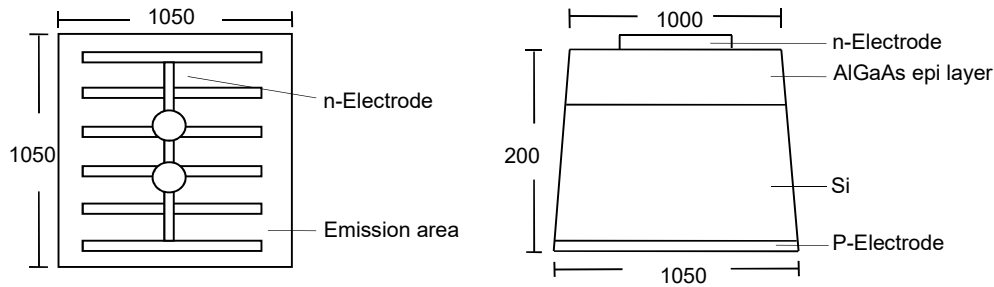 1050
1050
n-Electrode
Emission area
1000
200
n-Electrode
AlGaAs epi layer
Si
P-Electrode
1050